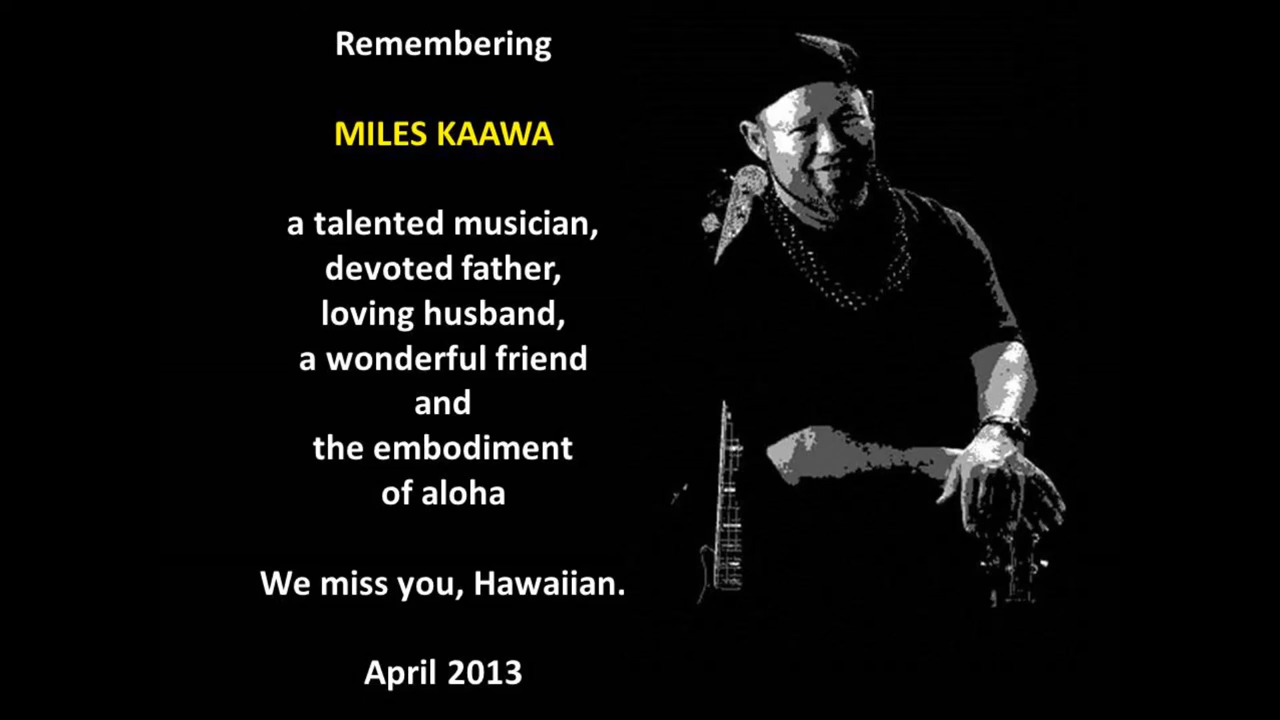 Remembering
MILES KAAWA
a talented musician,
devoted father,
loving husband,
a wonderful friend
and
the embodiment
of aloha
We miss you, Hawaiian.
April 2013